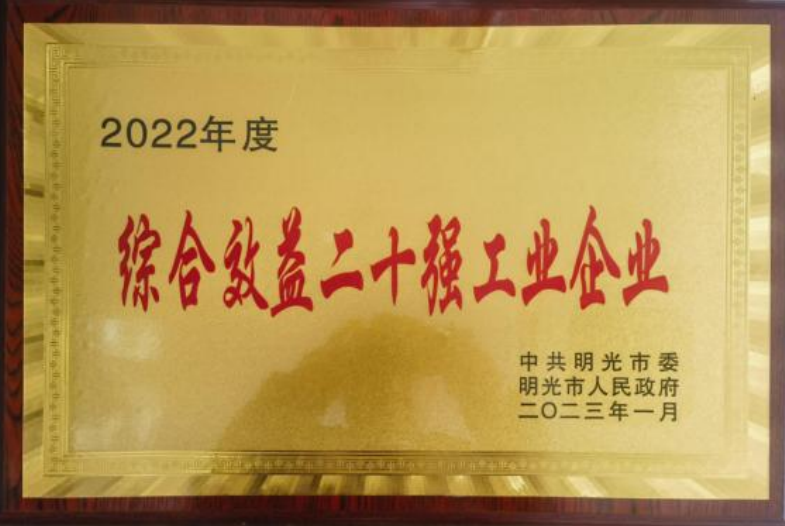 2022年度
综合效益二十强工业企业
中共明光市委
明光市人民政府
二〇二三年一月